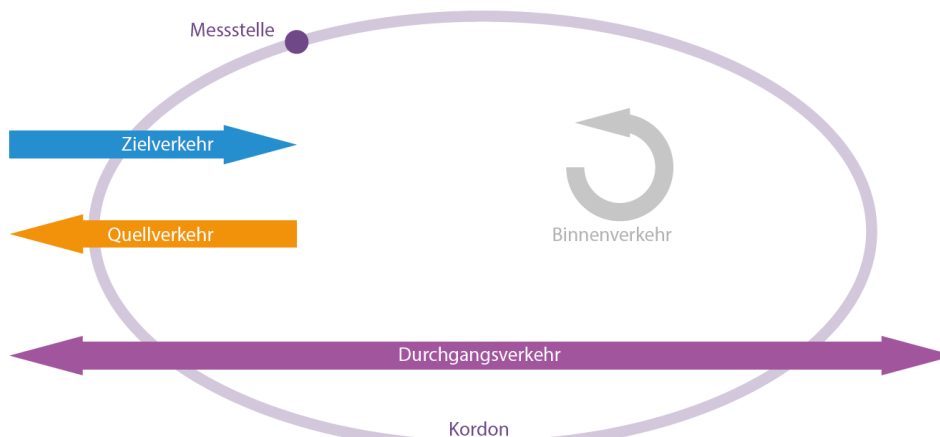 Messstelle
Zielverkehr
Quellverkehr
Binnenverkehr
Durchgangsverkehr
Kordon